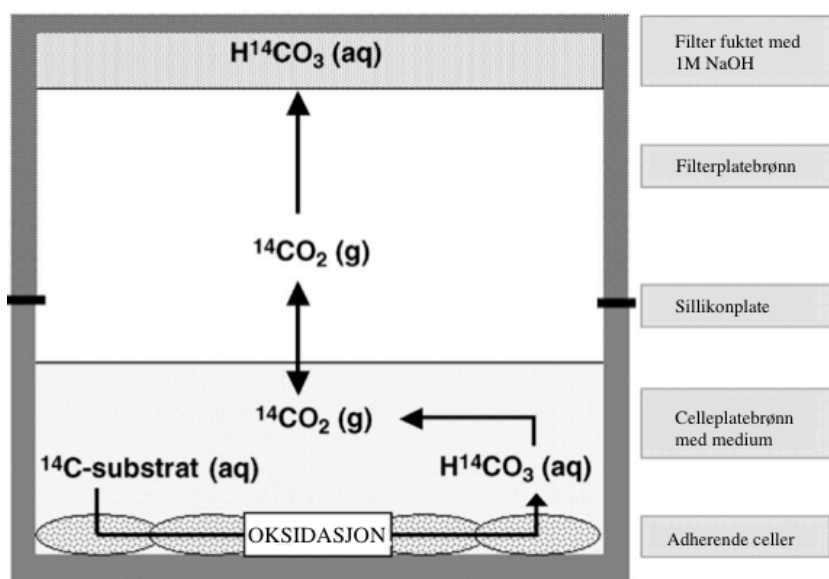 H¹⁴CO₃ (aq)
Filter fuktet med
1M NaOH
Filterplatebrønn
¹⁴CO₂ (g)
Sillikonplate
¹⁴CO₂ (g)
Celleplatebrønn
med medium
¹⁴C-substrat (aq)
H¹⁴CO₃ (aq)
OKSIDASJON
Adherende celler